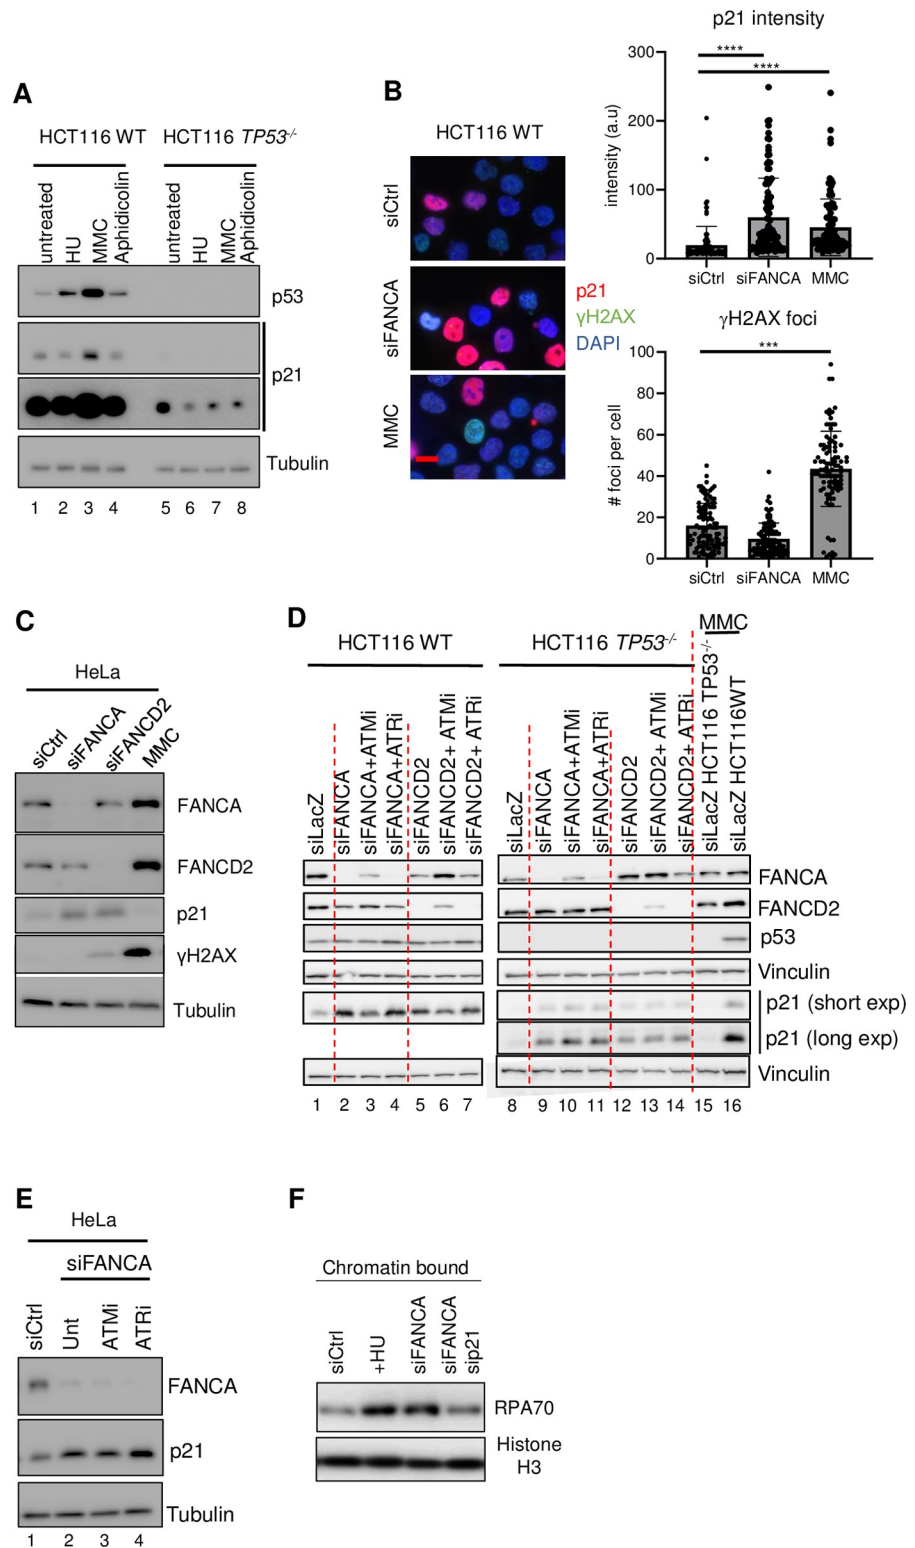 A
HCT116 WT
HCT116 TP53-/-
untreated
HU
MMC
Aphidicolin
untreated
HU
MMC
Aphidicolin
p53
p21
Tubulin
1 2 3 4 5 6 7 8
B
HCT116 WT
siCtrl
siFANCA
MMC
p21
γH2AX
DAPI
p21 intensity
****
****
300
200
100
0
intensity (a.u)
siCtrl siFANCA MMC
γH2AX foci
***
100
80
60
40
20
0
# foci per cell
siCtrl siFANCA MMC
C
HeLa
siCtrl
siFANCA
siFANCD2
MMC
FANCA
FANCD2
p21
γH2AX
Tubulin
D
HCT116 WT
HCT116 TP53-/-
MMC
siLacZ
siFANCA
siFANCA+ATMi
siFANCA+ATRi
siFANCD2
siFANCD2+ ATMi
siFANCD2+ ATRi
siLacZ
siFANCA
siFANCA+ATMi
siFANCA+ATRi
siFANCD2
siFANCD2+ ATMi
siFANCD2+ ATRi
siLacZ HCT116 TP53-/-
siLacZ HCT116WT
FANCA
FANCD2
p53
Vinculin
p21 (short exp)
p21 (long exp)
Vinculin
1 2 3 4 5 6 7 8 9 10 11 12 13 14 15 16
E
HeLa
siFANCA
siCtrl
Unt
ATMi
ATRi
FANCA
p21
Tubulin
1 2 3 4
F
Chromatin bound
siCtrl
+HU
siFANCA
siFANCA
sip21
RPA70
Histone
H3